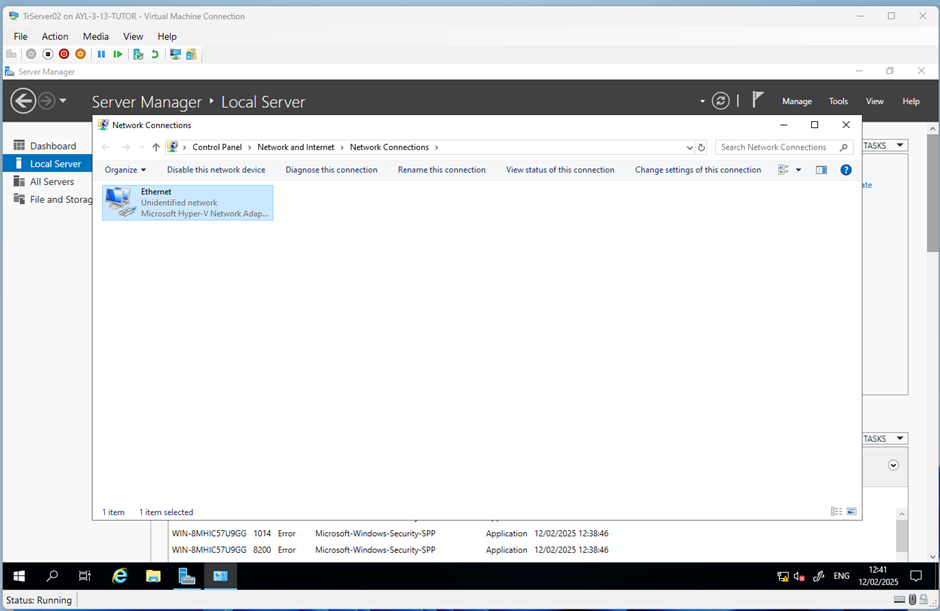 TrServer02 on AYL-3-13-TUTOR - Virtual Machine Connection
File Action Media View Help
Server Manager
Server Manager ‣ Local Server
Manage Tools View Help
Network Connections
Control Panel > Network and Internet > Network Connections >
Search Network Connections
Organize Disable this network device Diagnose this connection Rename this connection View status of this connection Change settings of this connection
Dashboard
Local Server
All Servers
File and Storag
TASKS
Ethernet
Unidentified network
Microsoft Hyper-V Network Adap...
TASKS
1 item 1 item selected
WIN-8MHIC57U9GG 1014 Error Microsoft-Windows-Security-SPP Application 12/02/2025 12:38:46
WIN-8MHIC57U9GG 8200 Error Microsoft-Windows-Security-SPP Application 12/02/2025 12:38:46
ENG
12:41
12/02/2025
Status: Running